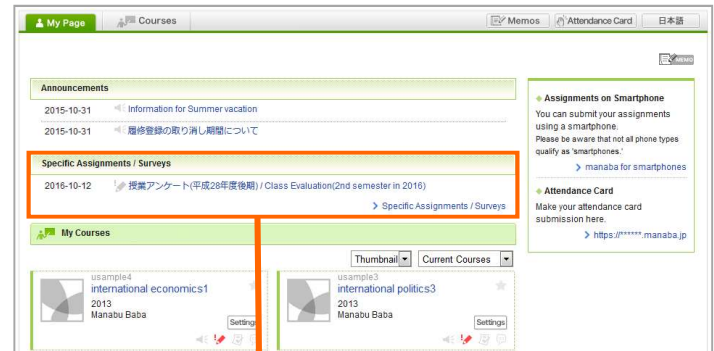 My Page
Courses
Memos
Attendance Card
日本語
MEMO
Announcements
2015-10-31 Information for Summer vacation
2015-10-31 履修登録の取り消し期間について
Specific Assignments / Surveys
2016-10-12 授業アンケート(平成28年度後期) / Class Evaluation(2nd semester in 2016)
Specific Assignments / Surveys
My Courses
Thumbnail
Current Courses
usample4
international economics1
2013
Manabu Baba
Settings
usample3
international politics3
2013
Manabu Baba
Settings
Assignments on Smartphone
You can submit your assignments
using a smartphone.
Please be aware that not all phone types
qualify as 'smartphones.'
manaba for smartphones
Attendance Card
Make your attendance card
submission here.
https://******.manaba.jp